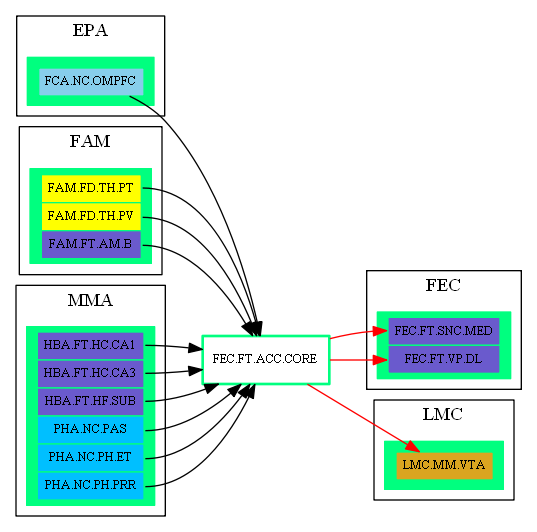 EPA
FCA.NC.OMPFC
FAM
FAM.FD.TH.PT
FAM.FD.TH.PV
FAM.FT.AM.B
MMA
HBA.FT.HC.CA1
HBA.FT.HC.CA3
HBA.FT.HF.SUB
PHA.NC.PAS
PHA.NC.PH.ET
PHA.NC.PH.PRR
FEC.FT.ACC.CORE
FEC
FEC.FT.SNC.MED
FEC.FT.VP.DL
LMC
LMC.MM.VTA